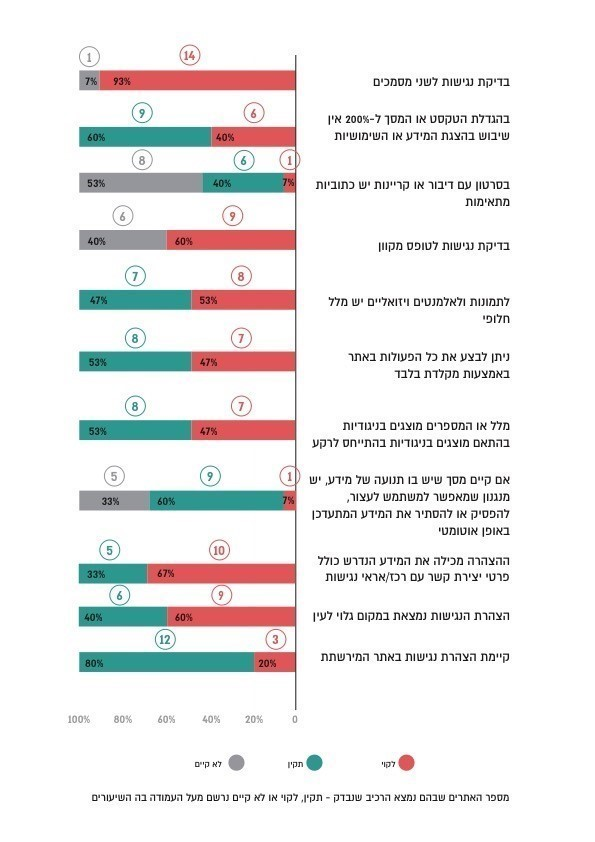 1 14
בדיקת נגישות לשני מסמכים
7% 93%
9 6
בהגדלת הטקסט או המסך ל-200% אין
שיבוש בהצגת המידע או השימושיות
60% 40%
8 6 1
בסרטון עם דיבור או קריינות יש כתוביות
מתאימות
53% 40% 7%
6 9
בדיקת נגישות לטופס מקוון
40% 60%
7 8
לתמונות ולאלמנטים ויזואליים יש מלל
חלופי
47% 53%
8 7
ניתן לבצע את כל הפעולות באתר
באמצעות מקלדת בלבד
53% 47%
8 7
מלל או המספרים מוצגים בניגודיות
בהתאם מוצגים בניגודיות בהתייחס לרקע
53% 47%
5 9 1
אם קיים מסך שיש בו תנועה של מידע, יש
מנגנון שמאפשר למשתמש לעצור,
להפסיק או להסתיר את המידע המתעדכן
באופן אוטומטי
33% 60% 7%
5 10
ההצהרה מכילה את המידע הנדרש כולל
פרטי יצירת קשר עם רכז/אראי נגישות
33% 67%
6 9
הצהרת הנגישות נמצאת במקום גלוי לעין
40% 60%
12 3
קיימת הצהרת נגישות באתר המירשתת
80% 20%
100% 80% 60% 40% 20% 0
לקוי תקין לא קיים
מספר האתרים שבהם נמצא הרכיב שנבדק - תקין, לקוי או לא קיים נרשם מעל העמודה בה השיעורים